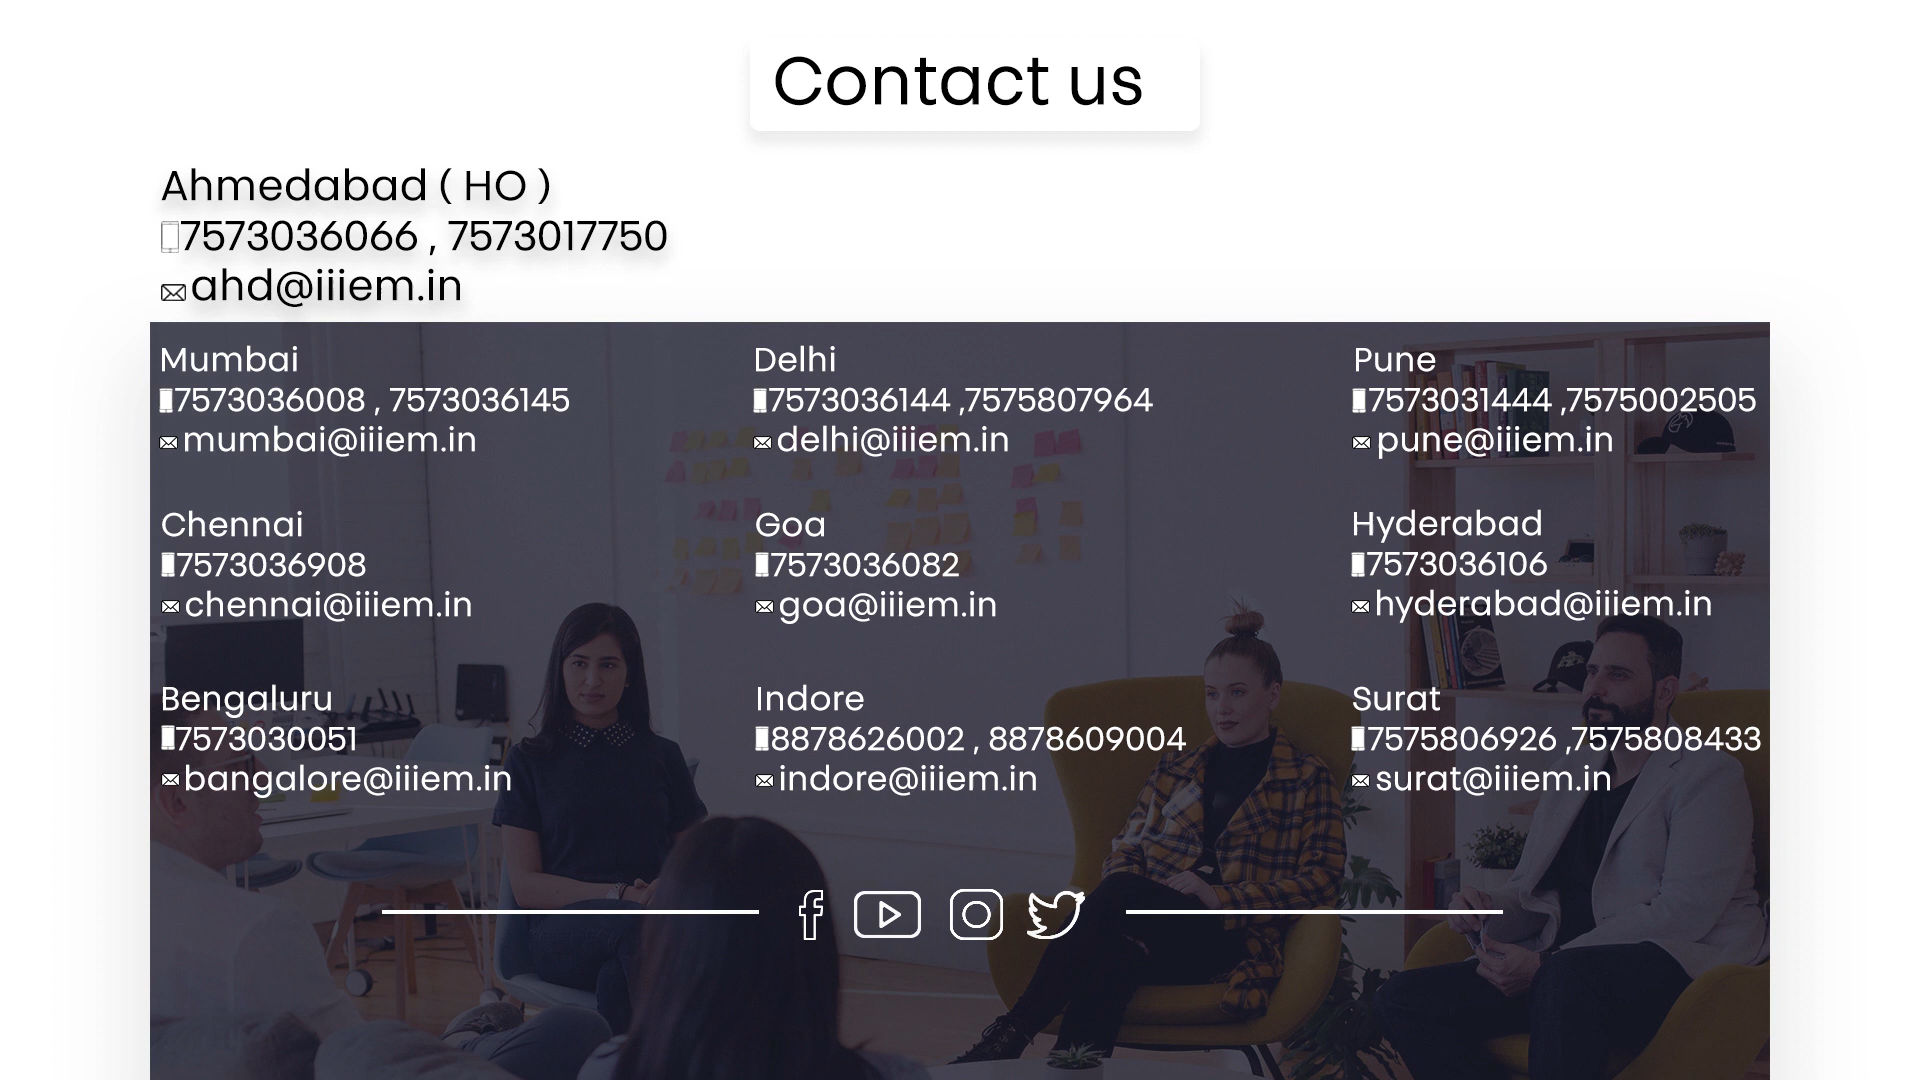 Contact us
Ahmedabad ( HO )
7573036066 , 7573017750
ahd@iiiem.in
Mumbai
7573036008 , 7573036145
mumbai@iiiem.in
Delhi
7573036144 ,7575807964
delhi@iiiem.in
Pune
7573031444 ,7575002505
pune@iiiem.in
Chennai
7573036908
chennai@iiiem.in
Goa
7573036082
goa@iiiem.in
Hyderabad
7573036106
hyderabad@iiiem.in
Bengaluru
7573030051
bangalore@iiiem.in
Indore
8878626002 , 8878609004
indore@iiiem.in
Surat
7575806926 ,7575808433
surat@iiiem.in